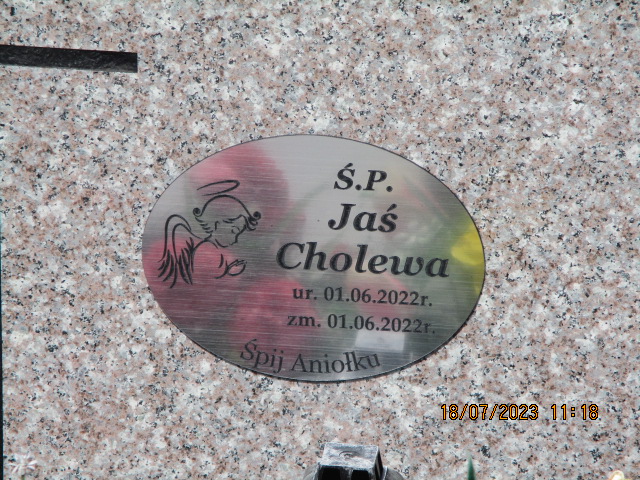 Ś.P.
Jaś
Cholewa
ur. 01.06.2022r.
zm. 01.06.2022r.
Śpij Aniołku
18/07/2023 11:18